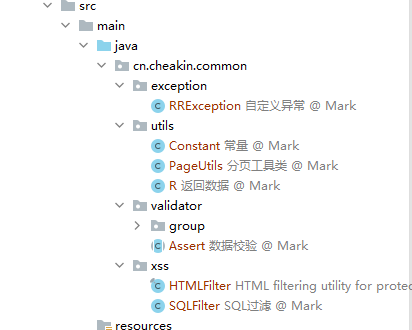 src
main
java
cn.cheakin.common
exception
RRException 自定义异常 @ Mark
utils
Constant 常量 @ Mark
PageUtils 分页工具类 @ Mark
R 返回数据 @ Mark
validator
group
Assert 数据校验 @ Mark
xss
HTMLFilter HTML filtering utility for protec
SQLFilter SQL过滤 @ Mark
resources